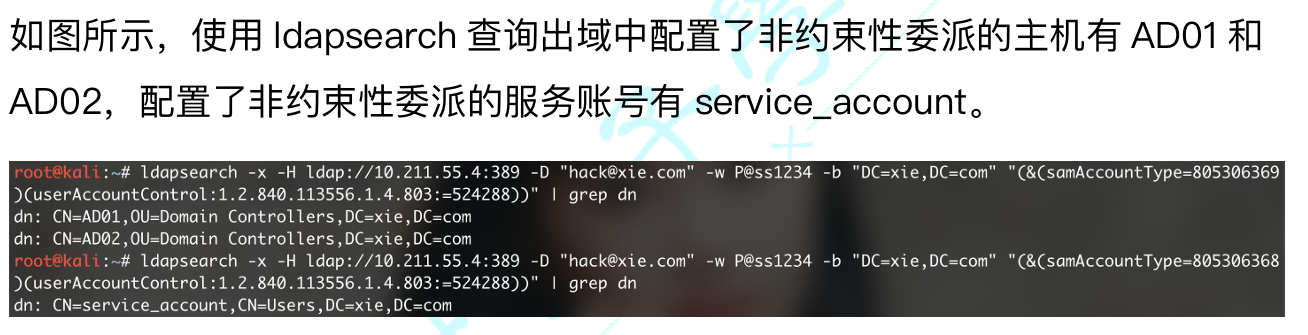 如图所示，使用 ldapsearch 查询出域中配置了非约束性委派的主机有 AD01 和
AD02，配置了非约束性委派的服务账号有 service_account。
root@kali:~# ldapsearch -x -H ldap://10.211.55.4:389 -D "hack@xie.com" -w P@ss1234 -b "DC=xie,DC=com" "(&(samAccountType=805306369
)(userAccountControl:1.2.840.113556.1.4.803:=524288))" | grep dn
dn: CN=AD01,OU=Domain Controllers,DC=xie,DC=com
dn: CN=AD02,OU=Domain Controllers,DC=xie,DC=com
root@kali:~# ldapsearch -x -H ldap://10.211.55.4:389 -D "hack@xie.com" -w P@ss1234 -b "DC=xie,DC=com" "(&(samAccountType=805306368
)(userAccountControl:1.2.840.113556.1.4.803:=524288))" | grep dn
dn: CN=service_account,CN=Users,DC=xie,DC=com